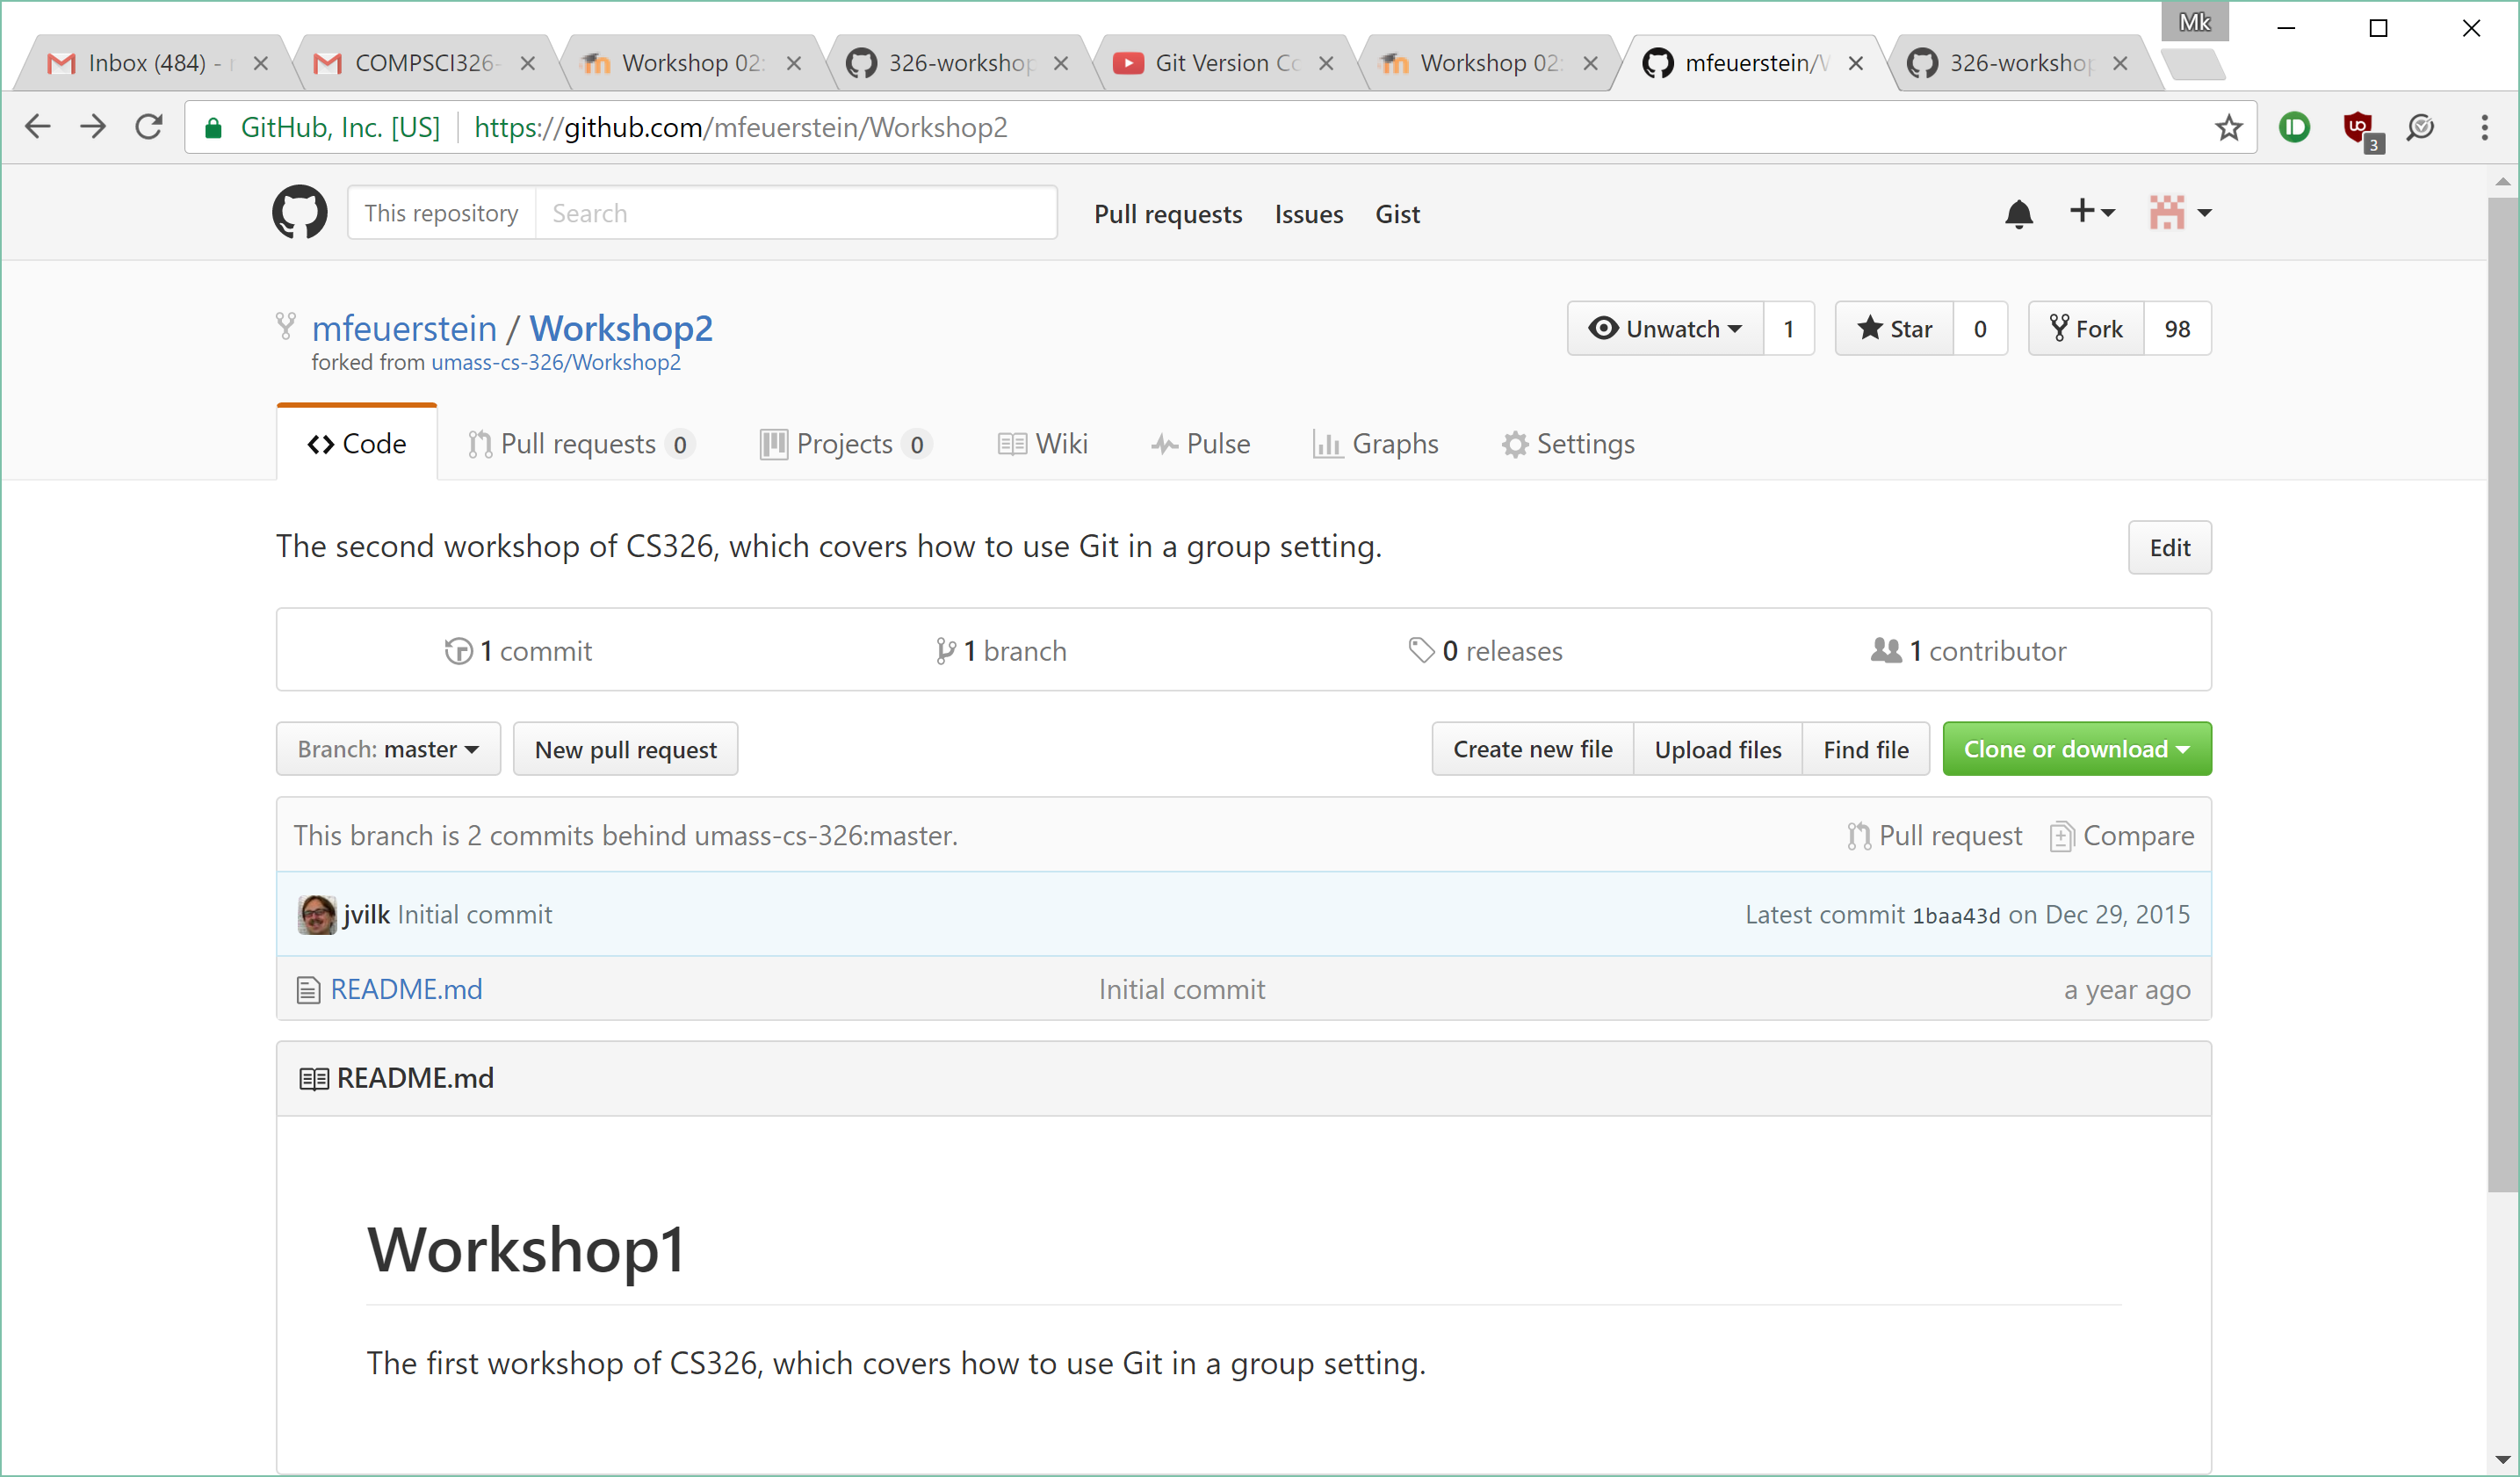 Mk
Inbox (484) -
COMPSCI326-
Workshop 02:
326-workshop
Git Version Co
Workshop 02:
mfeuerstein/W
326-workshop
GitHub, Inc. [US] https://github.com/mfeuerstein/Workshop2
3
This repository Search Pull requests Issues Gist
mfeuerstein / Workshop2 Unwatch 1 Star 0 Fork 98
forked from umass-cs-326/Workshop2
Code Pull requests 0 Projects 0 Wiki Pulse Graphs Settings
The second workshop of CS326, which covers how to use Git in a group setting. Edit
1 commit 1 branch 0 releases 1 contributor
Branch: master New pull request Create new file Upload files Find file Clone or download
This branch is 2 commits behind umass-cs-326:master. Pull request Compare
jvilk Initial commit Latest commit 1baa43d on Dec 29, 2015
README.md Initial commit a year ago
README.md
Workshop1
The first workshop of CS326, which covers how to use Git in a group setting.